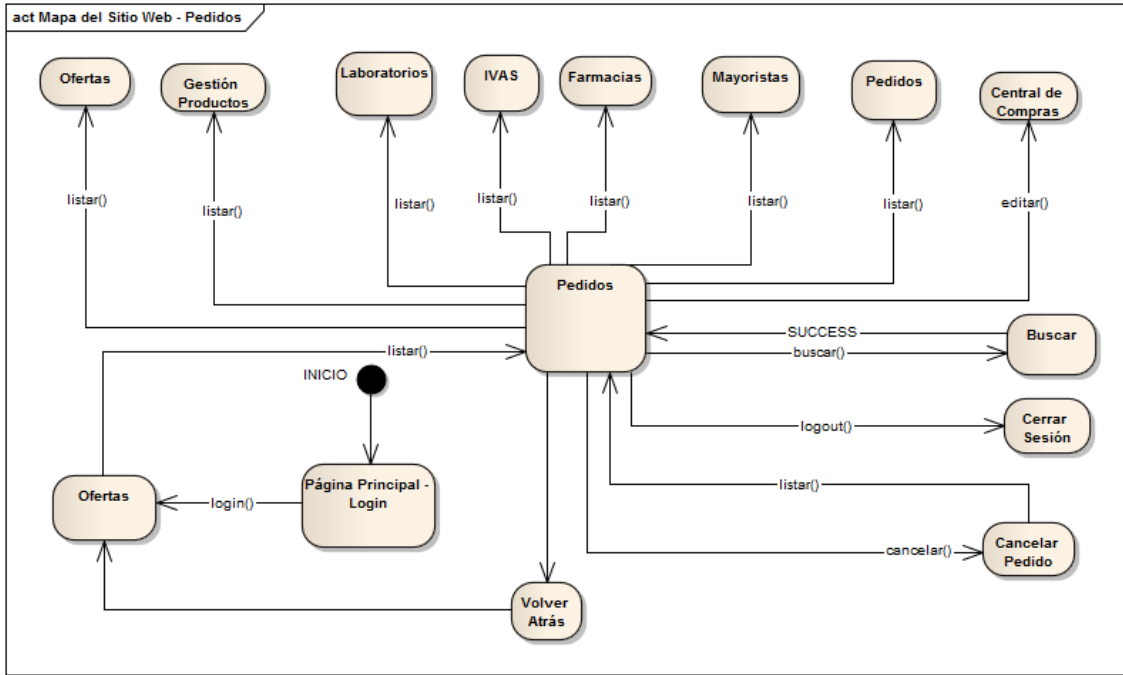 act Mapa del Sitio Web - Pedidos
Ofertas
Gestión
Productos
Laboratorios
IVAS
Farmacias
Mayoristas
Pedidos
Central de
Compras
listar()
listar()
listar()
listar()
listar()
listar()
listar()
editar()
Pedidos
SUCCESS
Buscar
buscar()
listar()
INICIO
logout()
Cerrar
Sesión
Ofertas
login()
Página Principal -
Login
listar()
cancelar()
Cancelar
Pedido
Volver
Atrás